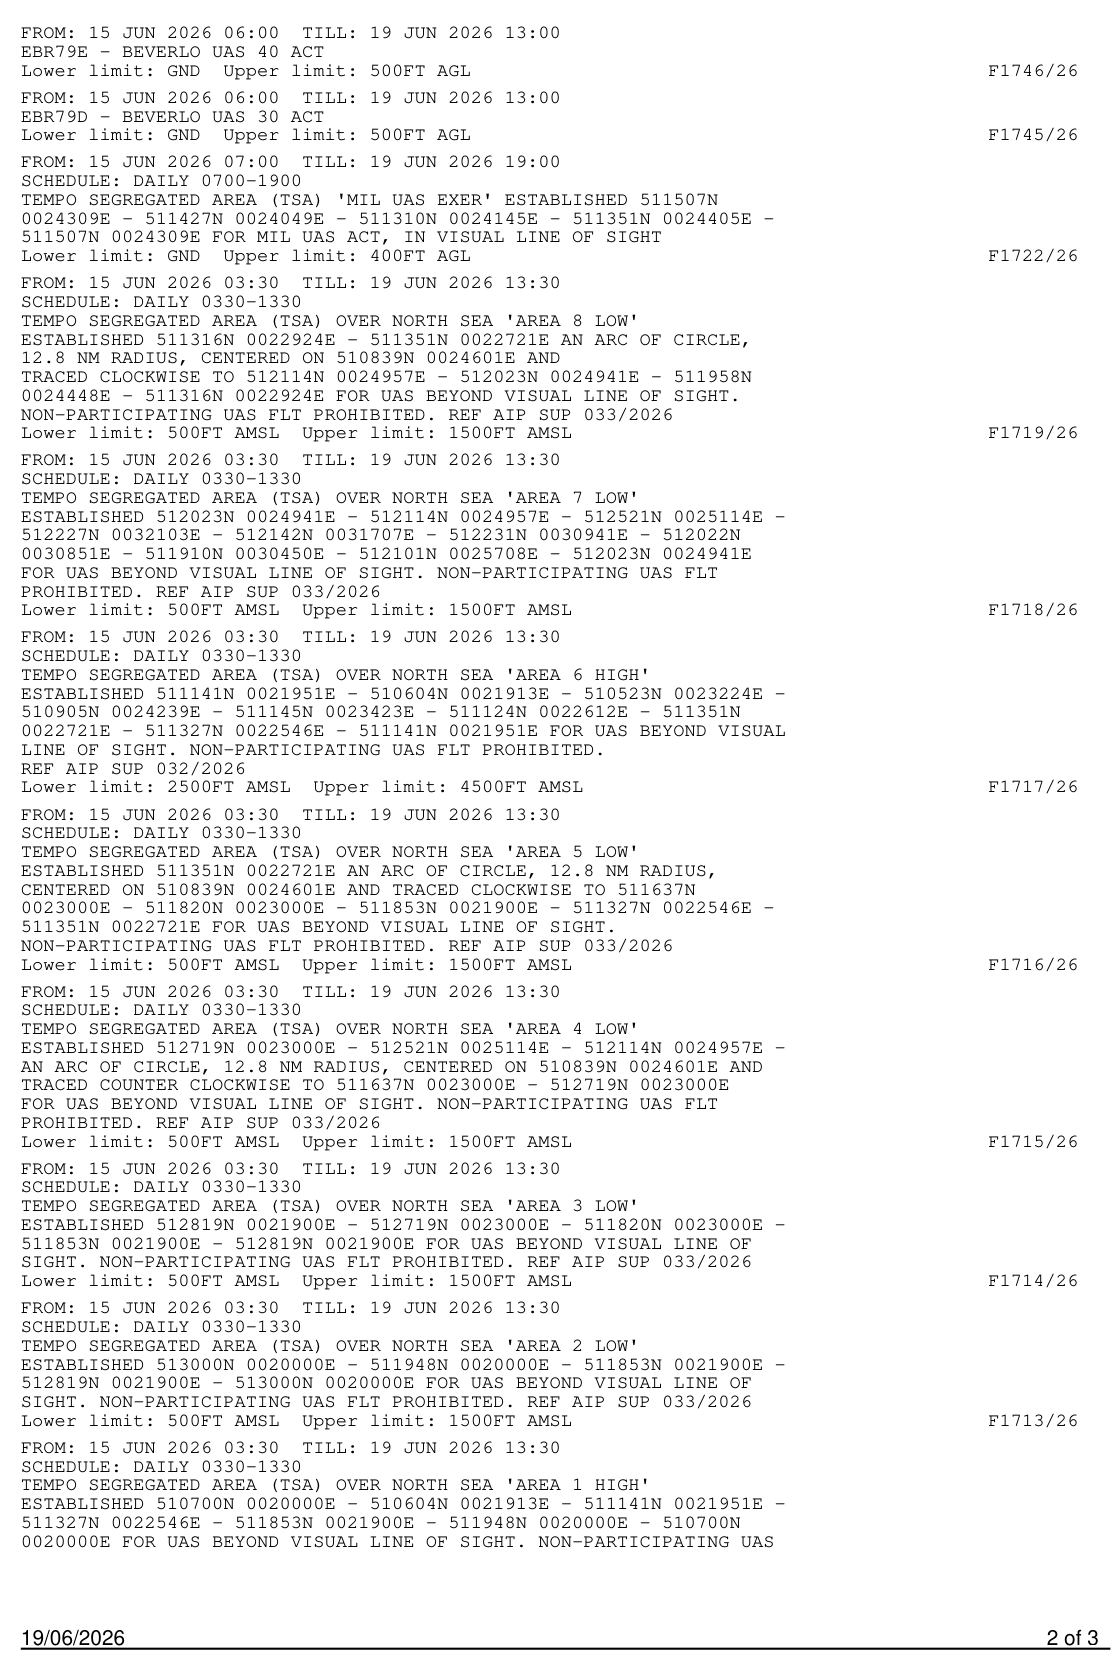 FROM: 15 JUN 2026 06:00  TILL: 19 JUN 2026 13:00
EBR79E - BEVERLO UAS 40 ACT
Lower limit: GND  Upper limit: 500FT AGL F1746/26
FROM: 15 JUN 2026 06:00  TILL: 19 JUN 2026 13:00
EBR79D - BEVERLO UAS 30 ACT
Lower limit: GND  Upper limit: 500FT AGL F1745/26
FROM: 15 JUN 2026 07:00  TILL: 19 JUN 2026 19:00
SCHEDULE: DAILY 0700-1900
TEMPO SEGREGATED AREA (TSA) 'MIL UAS EXER' ESTABLISHED 511507N
0024309E - 511427N 0024049E - 511310N 0024145E - 511351N 0024405E -
511507N 0024309E FOR MIL UAS ACT, IN VISUAL LINE OF SIGHT
Lower limit: GND  Upper limit: 400FT AGL F1722/26
FROM: 15 JUN 2026 03:30  TILL: 19 JUN 2026 13:30
SCHEDULE: DAILY 0330-1330
TEMPO SEGREGATED AREA (TSA) OVER NORTH SEA 'AREA 8 LOW'
ESTABLISHED 511316N 0022924E - 511351N 0022721E AN ARC OF CIRCLE,
12.8 NM RADIUS, CENTERED ON 510839N 0024601E AND
TRACED CLOCKWISE TO 512114N 0024957E - 512023N 0024941E - 511958N
0024448E - 511316N 0022924E FOR UAS BEYOND VISUAL LINE OF SIGHT.
NON-PARTICIPATING UAS FLT PROHIBITED. REF AIP SUP 033/2026
Lower limit: 500FT AMSL  Upper limit: 1500FT AMSL F1719/26
FROM: 15 JUN 2026 03:30  TILL: 19 JUN 2026 13:30
SCHEDULE: DAILY 0330-1330
TEMPO SEGREGATED AREA (TSA) OVER NORTH SEA 'AREA 7 LOW'
ESTABLISHED 512023N 0024941E - 512114N 0024957E - 512521N 0025114E -
512227N 0032103E - 512142N 0031707E - 512231N 0030941E - 512022N
0030851E - 511910N 0030450E - 512101N 0025708E - 512023N 0024941E
FOR UAS BEYOND VISUAL LINE OF SIGHT. NON-PARTICIPATING UAS FLT
PROHIBITED. REF AIP SUP 033/2026
Lower limit: 500FT AMSL  Upper limit: 1500FT AMSL F1718/26
FROM: 15 JUN 2026 03:30  TILL: 19 JUN 2026 13:30
SCHEDULE: DAILY 0330-1330
TEMPO SEGREGATED AREA (TSA) OVER NORTH SEA 'AREA 6 HIGH'
ESTABLISHED 511141N 0021951E - 510604N 0021913E - 510523N 0023224E -
510905N 0024239E - 511145N 0023423E - 511124N 0022612E - 511351N
0022721E - 511327N 0022546E - 511141N 0021951E FOR UAS BEYOND VISUAL
LINE OF SIGHT. NON-PARTICIPATING UAS FLT PROHIBITED.
REF AIP SUP 032/2026
Lower limit: 2500FT AMSL  Upper limit: 4500FT AMSL F1717/26
FROM: 15 JUN 2026 03:30  TILL: 19 JUN 2026 13:30
SCHEDULE: DAILY 0330-1330
TEMPO SEGREGATED AREA (TSA) OVER NORTH SEA 'AREA 5 LOW'
ESTABLISHED 511351N 0022721E AN ARC OF CIRCLE, 12.8 NM RADIUS,
CENTERED ON 510839N 0024601E AND TRACED CLOCKWISE TO 511637N
0023000E - 511820N 0023000E - 511853N 0021900E - 511327N 0022546E -
511351N 0022721E FOR UAS BEYOND VISUAL LINE OF SIGHT.
NON-PARTICIPATING UAS FLT PROHIBITED. REF AIP SUP 033/2026
Lower limit: 500FT AMSL  Upper limit: 1500FT AMSL F1716/26
FROM: 15 JUN 2026 03:30  TILL: 19 JUN 2026 13:30
SCHEDULE: DAILY 0330-1330
TEMPO SEGREGATED AREA (TSA) OVER NORTH SEA 'AREA 4 LOW'
ESTABLISHED 512719N 0023000E - 512521N 0025114E - 512114N 0024957E -
AN ARC OF CIRCLE, 12.8 NM RADIUS, CENTERED ON 510839N 0024601E AND
TRACED COUNTER CLOCKWISE TO 511637N 0023000E - 512719N 0023000E
FOR UAS BEYOND VISUAL LINE OF SIGHT. NON-PARTICIPATING UAS FLT
PROHIBITED. REF AIP SUP 033/2026
Lower limit: 500FT AMSL  Upper limit: 1500FT AMSL F1715/26
FROM: 15 JUN 2026 03:30  TILL: 19 JUN 2026 13:30
SCHEDULE: DAILY 0330-1330
TEMPO SEGREGATED AREA (TSA) OVER NORTH SEA 'AREA 3 LOW'
ESTABLISHED 512819N 0021900E - 512719N 0023000E - 511820N 0023000E -
511853N 0021900E - 512819N 0021900E FOR UAS BEYOND VISUAL LINE OF
SIGHT. NON-PARTICIPATING UAS FLT PROHIBITED. REF AIP SUP 033/2026
Lower limit: 500FT AMSL  Upper limit: 1500FT AMSL F1714/26
FROM: 15 JUN 2026 03:30  TILL: 19 JUN 2026 13:30
SCHEDULE: DAILY 0330-1330
TEMPO SEGREGATED AREA (TSA) OVER NORTH SEA 'AREA 2 LOW'
ESTABLISHED 513000N 0020000E - 511948N 0020000E - 511853N 0021900E -
512819N 0021900E - 513000N 0020000E FOR UAS BEYOND VISUAL LINE OF
SIGHT. NON-PARTICIPATING UAS FLT PROHIBITED. REF AIP SUP 033/2026
Lower limit: 500FT AMSL  Upper limit: 1500FT AMSL F1713/26
FROM: 15 JUN 2026 03:30  TILL: 19 JUN 2026 13:30
SCHEDULE: DAILY 0330-1330
TEMPO SEGREGATED AREA (TSA) OVER NORTH SEA 'AREA 1 HIGH'
ESTABLISHED 510700N 0020000E - 510604N 0021913E - 511141N 0021951E -
511327N 0022546E - 511853N 0021900E - 511948N 0020000E - 510700N
0020000E FOR UAS BEYOND VISUAL LINE OF SIGHT. NON-PARTICIPATING UAS
19/06/2026 2 of 3